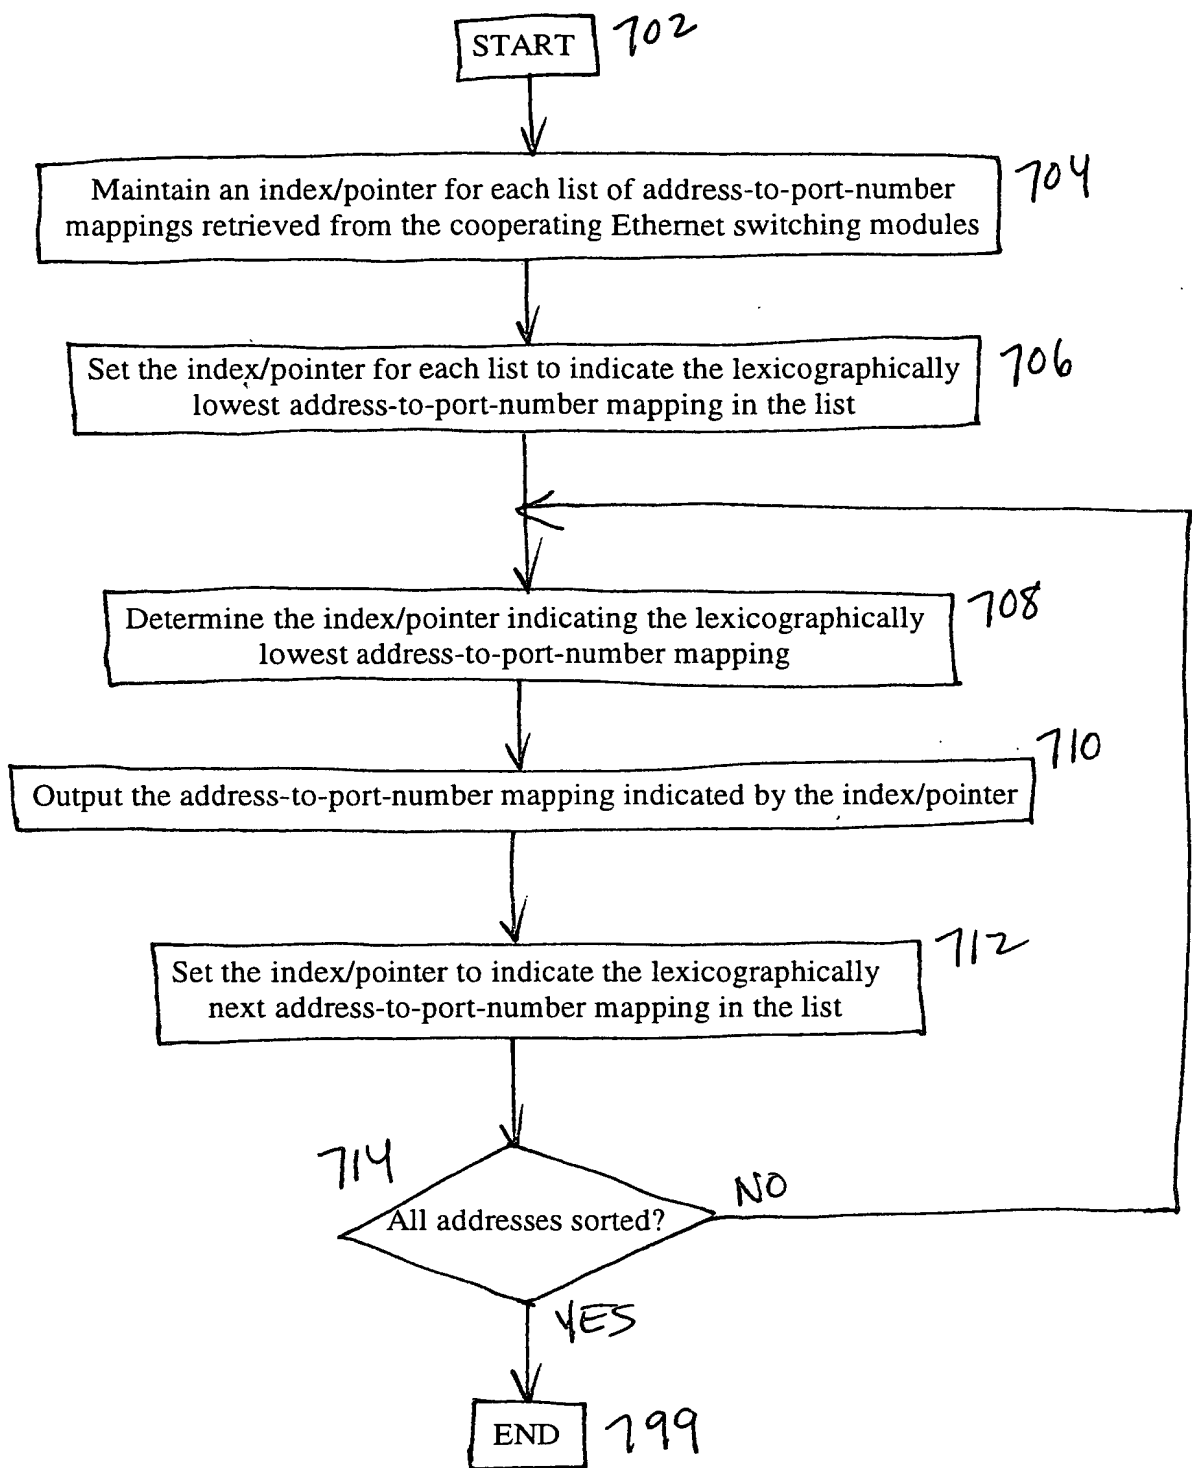 START 702
Maintain an index/pointer for each list of address-to-port-number
mappings retrieved from the cooperating Ethernet switching modules
704
Set the index/pointer for each list to indicate the lexicographically
lowest address-to-port-number mapping in the list
706
Determine the index/pointer indicating the lexicographically
lowest address-to-port-number mapping
708
Output the address-to-port-number mapping indicated by the index/pointer
710
Set the index/pointer to indicate the lexicographically
next address-to-port-number mapping in the list
712
714
All addresses sorted?
NO
YES
END 799